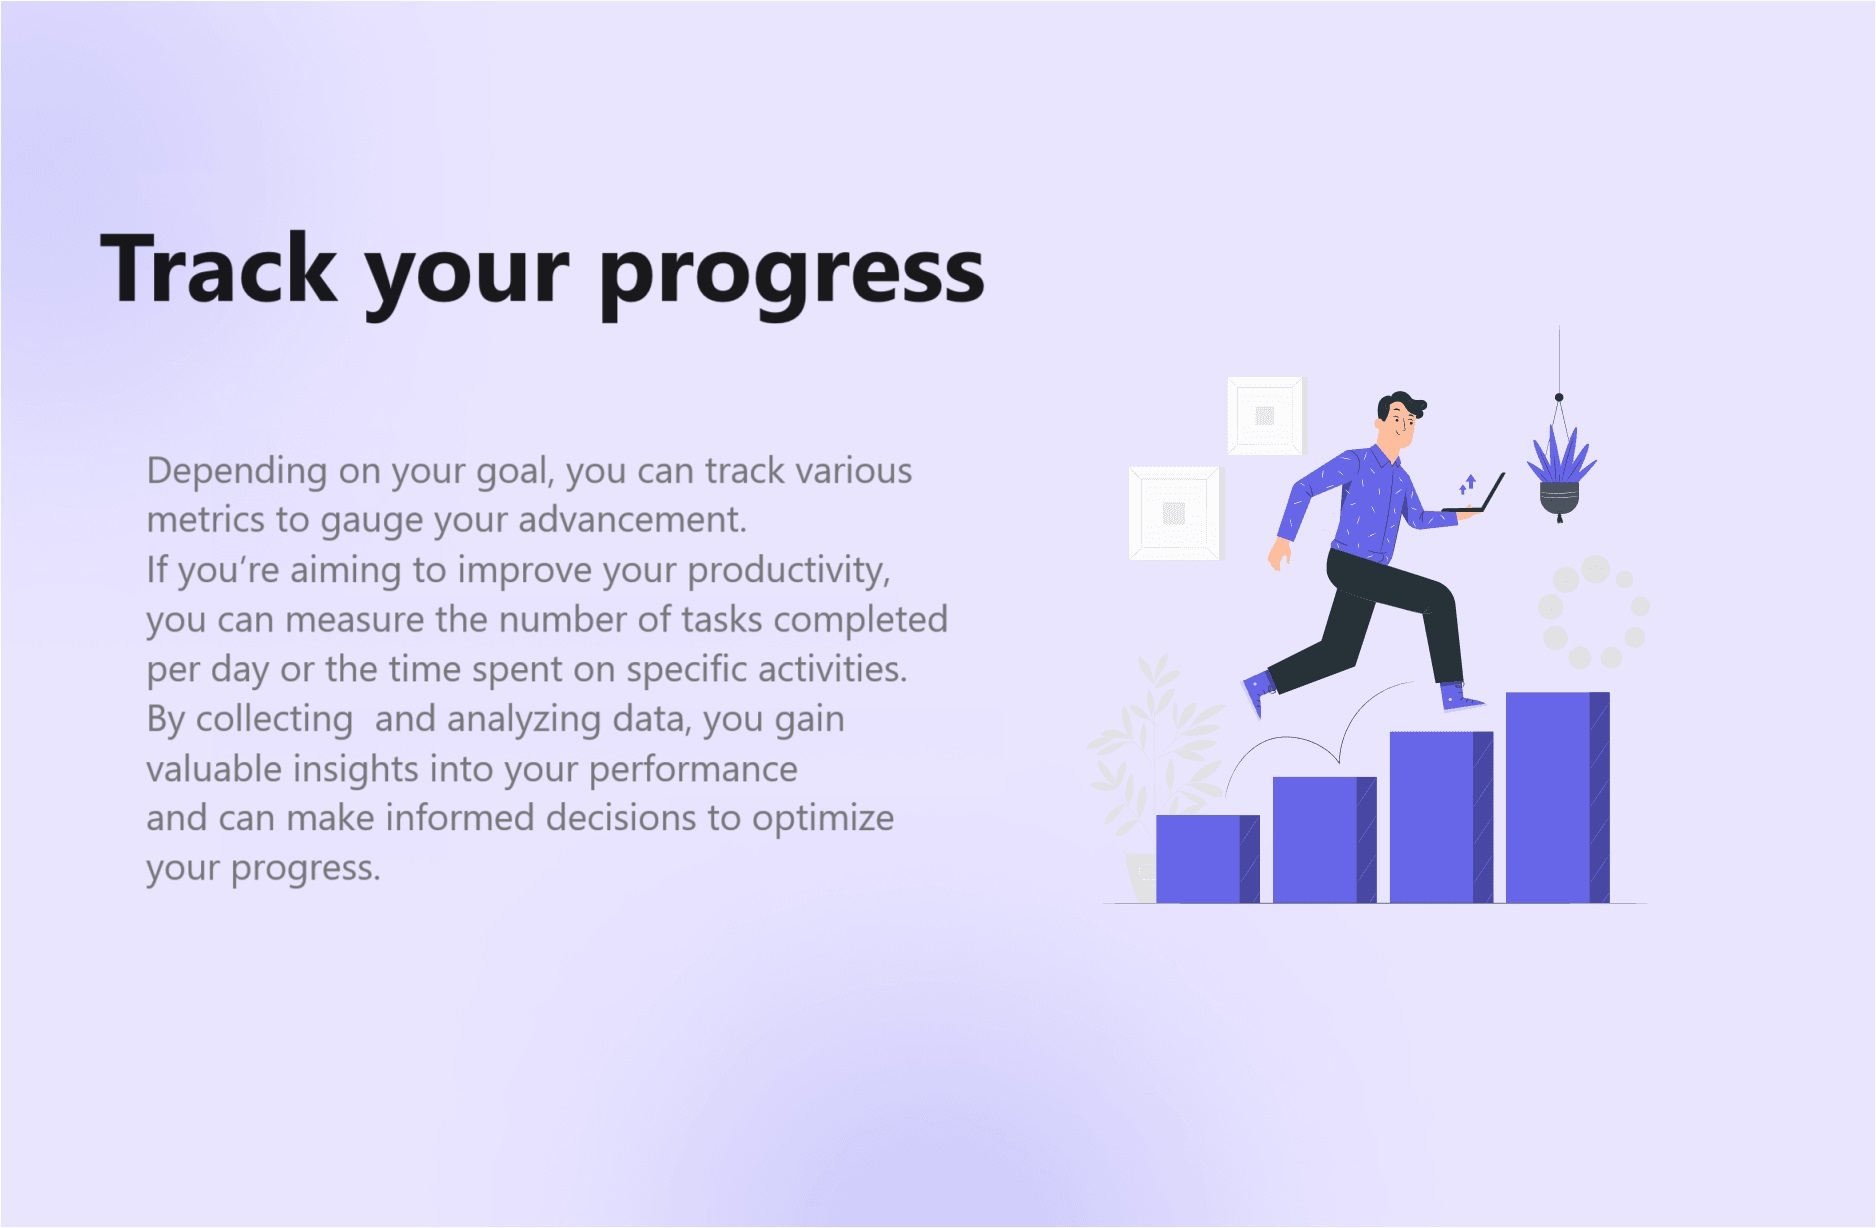 Track your progress
Depending on your goal, you can track various
metrics to gauge your advancement.
If you’re aiming to improve your productivity,
you can measure the number of tasks completed
per day or the time spent on specific activities.
By collecting  and analyzing data, you gain
valuable insights into your performance
and can make informed decisions to optimize
your progress.